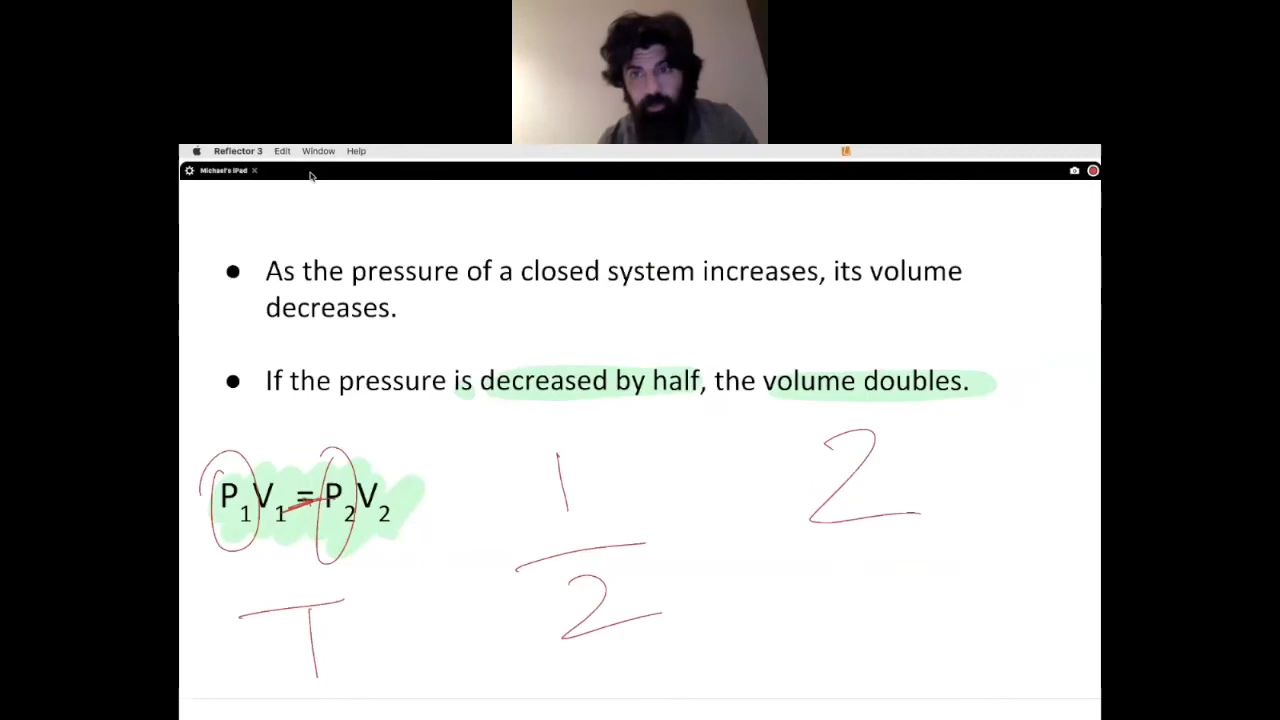 Reflector 3 Edit Window Help
Michael's iPad
● As the pressure of a closed system increases, its volume
decreases.
● If the pressure is decreased by half, the volume doubles.
P₁V₁ = P₂V₂
1
2
2
T